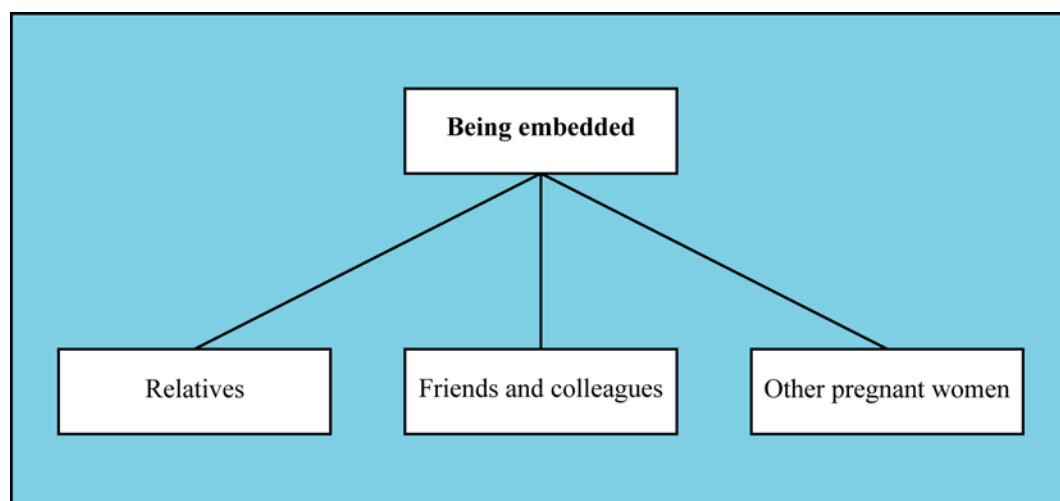 Being embedded
Relatives
Friends and colleagues
Other pregnant women